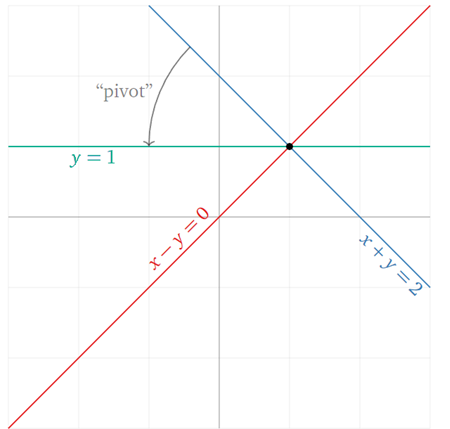 “pivot”
y = 1
x − y = 0
x + y = 2